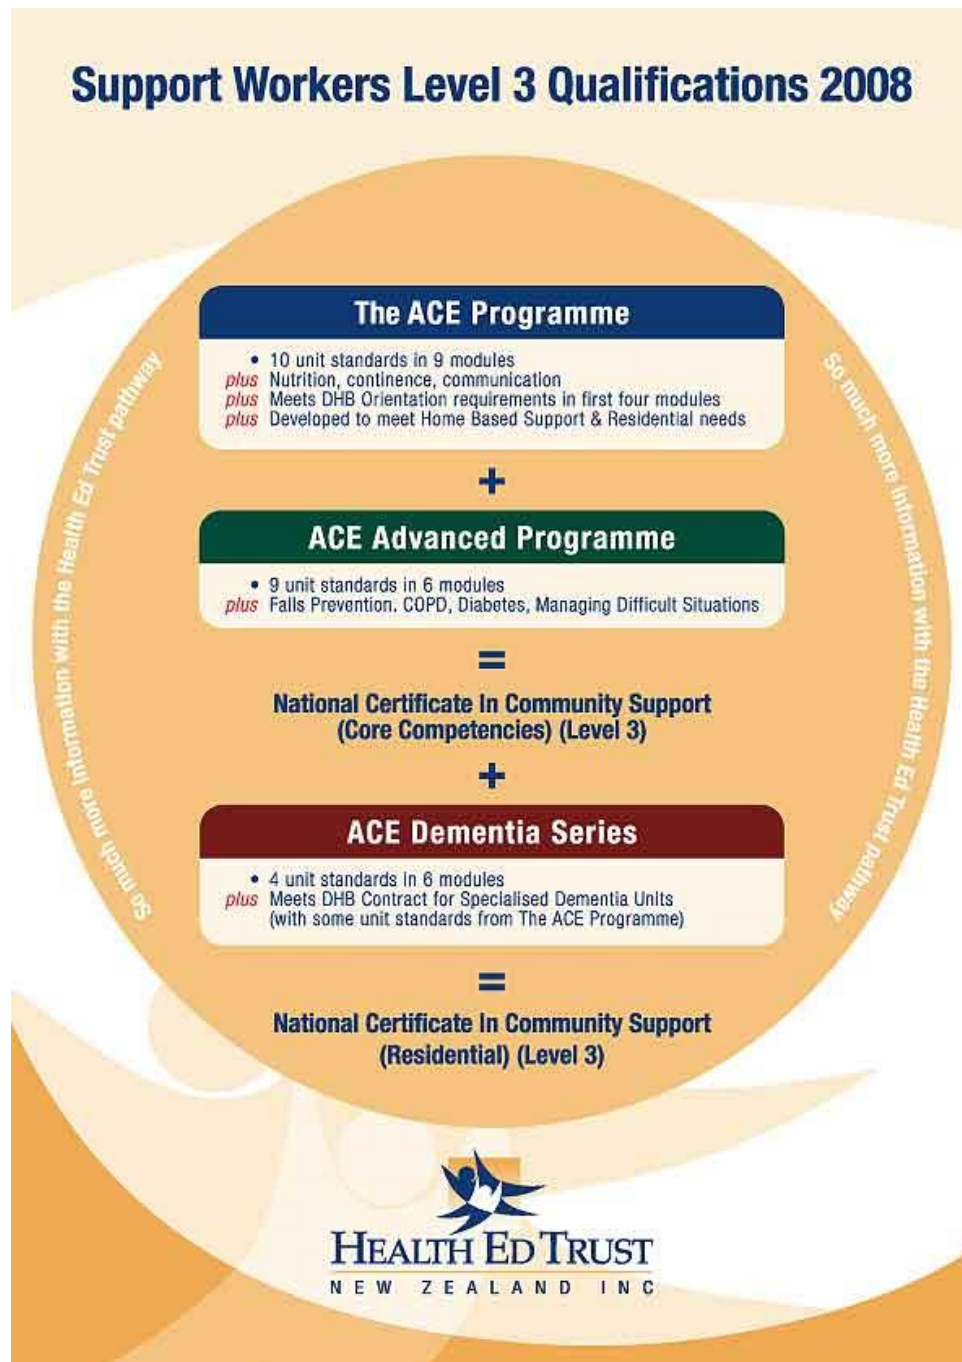 Support Workers Level 3 Qualifications 2008
The ACE Programme
• 10 unit standards in 9 modules
plus Nutrition, continence, communication
plus Meets DHB Orientation requirements in first four modules
plus Developed to meet Home Based Support & Residential needs
+
ACE Advanced Programme
• 9 unit standards in 6 modules
plus Falls Prevention, COPD, Diabetes, Managing Difficult Situations
=
National Certificate In Community Support
(Core Competencies) (Level 3)
+
ACE Dementia Series
• 4 unit standards in 6 modules
plus Meets DHB Contract for Specialised Dementia Units
(with some unit standards from The ACE Programme)
=
National Certificate In Community Support
(Residential) (Level 3)
So much more information with the Health Ed Trust pathway
So much more information with the Health Ed Trust pathway
HEALTH ED TRUST
NEW ZEALAND INC